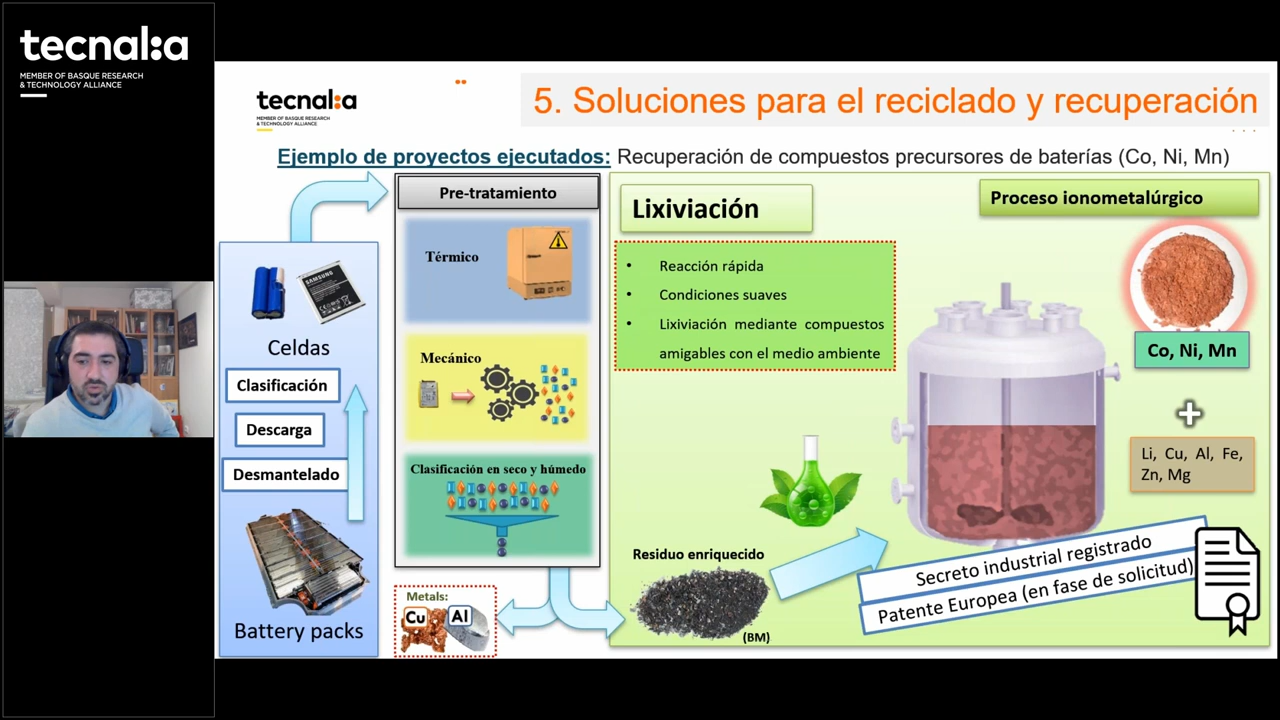 tecnal:a
MEMBER OF BASQUE RESEARCH
& TECHNOLOGY ALLIANCE
tecnal:a
MEMBER OF BASQUE RESEARCH
& TECHNOLOGY ALLIANCE
5. Soluciones para el reciclado y recuperación
Ejemplo de proyectos ejecutados: Recuperación de compuestos precursores de baterías (Co, Ni, Mn)
SAMSUNG
Celdas
Clasificación
Descarga
Desmantelado
Battery packs
Pre-tratamiento
Térmico
Mecánico
Clasificación en seco y húmedo
Metals:
Cu
Al
Lixiviación
• Reacción rápida
• Condiciones suaves
• Lixiviación mediante compuestos
amigables con el medio ambiente
Residuo enriquecido
(BM)
Proceso ionometalúrgico
Co, Ni, Mn
+
Li, Cu, Al, Fe,
Zn, Mg
Secreto industrial registrado
Patente Europea (en fase de solicitud)